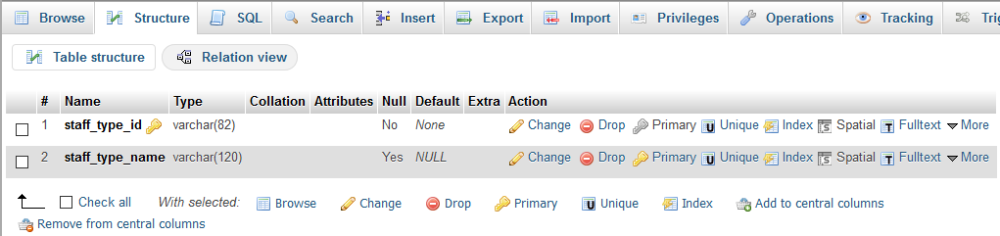 Browse Structure SQL Search Insert Export Import Privileges Operations Tracking Trig
Table structure Relation view
# Name Type Collation Attributes Null Default Extra Action
1 staff_type_id varchar(82) No None Change Drop Primary Unique Index Spatial Fulltext More
2 staff_type_name varchar(120) Yes NULL Change Drop Primary Unique Index Spatial Fulltext More
Check all With selected: Browse Change Drop Primary Unique Index Add to central columns
Remove from central columns